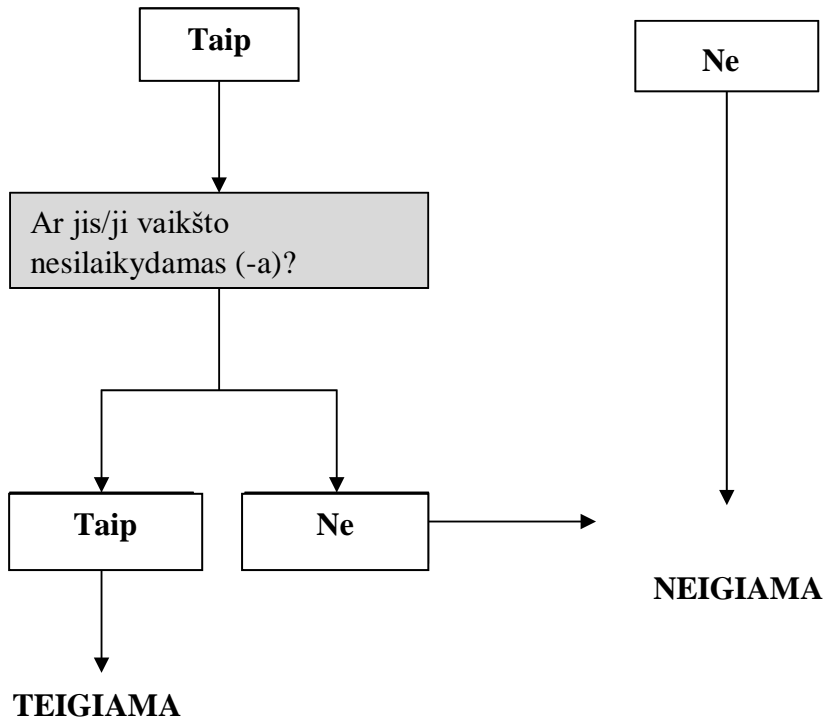 Taip
Ne
Ar jis/ji vaikšto
nesilaikydamas (-a)?
Taip
Ne
NEIGIAMA
TEIGIAMA